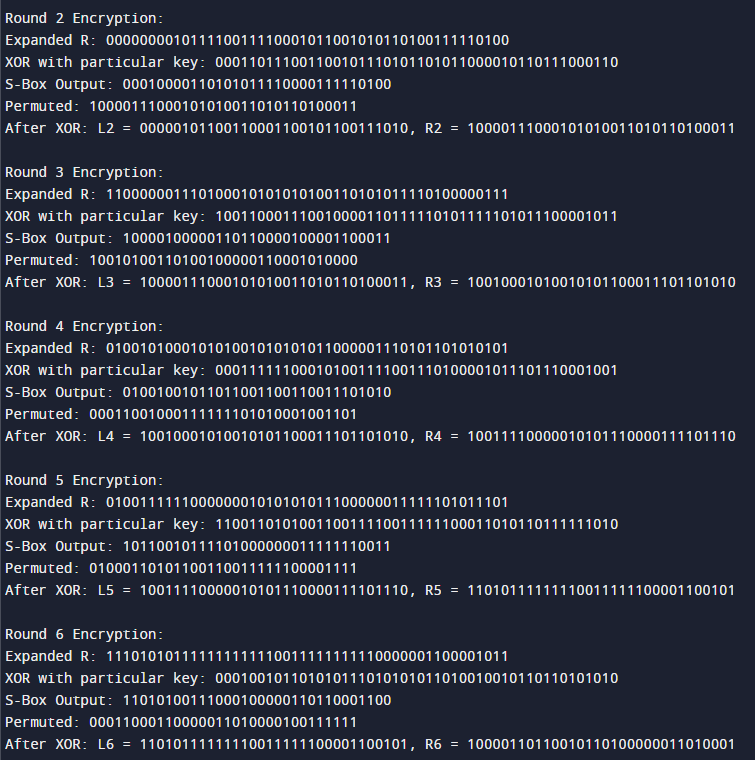 Round 2 Encryption:
Expanded R: 000000001011110011110001011001010110100111110100
XOR with particular key: 000110111001100101110101101011000010110111000110
S-Box Output: 00010000110101011110000111110100
Permuted: 10000111000101010011010110100011
After XOR: L2 = 00000101100110001100101100111010, R2 = 10000111000101010011010110100011
Round 3 Encryption:
Expanded R: 110000001110100010101010100110101011110100000111
XOR with particular key: 100110001110010000110111110101111101011100001011
S-Box Output: 10000100000110110000100001100011
Permuted: 10010100110100100000110001010000
After XOR: L3 = 10000111000101010011010110100011, R3 = 10010001010010101100011101101010
Round 4 Encryption:
Expanded R: 010010100010101001010101011000001110101101010101
XOR with particular key: 000111111000101001111001110100001011101110001001
S-Box Output: 01001001011011001100110011101010
Permuted: 00011001000111111101010001001101
After XOR: L4 = 10010001010010101100011101101010, R4 = 10011110000010101110000111101110
Round 5 Encryption:
Expanded R: 010011111100000001010101011100000011111101011101
XOR with particular key: 110011010100110011110011111100011010110111111010
S-Box Output: 10110010111101000000011111110011
Permuted: 01000110101100110011111100001111
After XOR: L5 = 10011110000010101110000111101110, R5 = 11010111111110011111100001100101
Round 6 Encryption:
Expanded R: 111010101111111111110011111111110000001100001011
XOR with particular key: 000100101101010111010101011010010010110110101010
S-Box Output: 11010100111000100000110110001100
Permuted: 00011000110000011010000100111111
After XOR: L6 = 11010111111110011111100001100101, R6 = 10000110110010110100000011010001